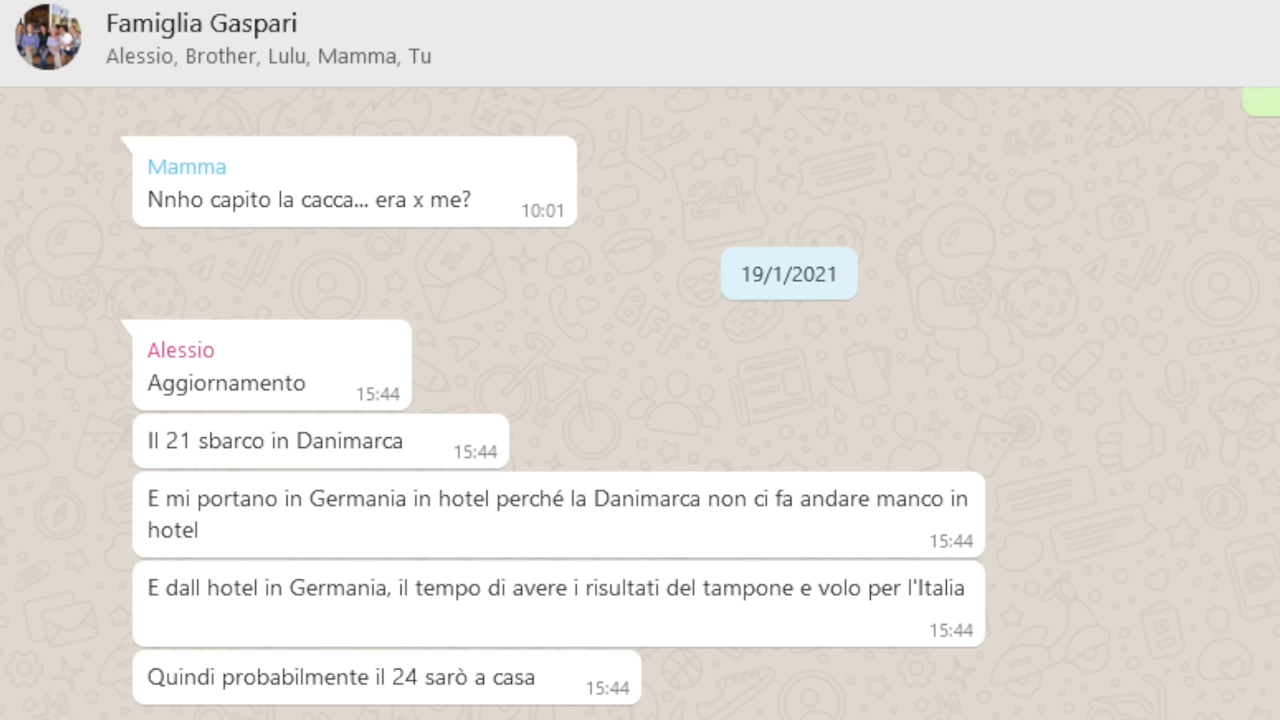 Famiglia Gaspari
Alessio, Brother, Lulu, Mamma, Tu
Mamma
Nnho capito la cacca... era x me?
10:01
19/1/2021
Alessio
Aggiornamento
15:44
Il 21 sbarco in Danimarca
15:44
E mi portano in Germania in hotel perché la Danimarca non ci fa andare manco in
hotel
15:44
E dall hotel in Germania, il tempo di avere i risultati del tampone e volo per l'Italia
15:44
Quindi probabilmente il 24 sarò a casa
15:44